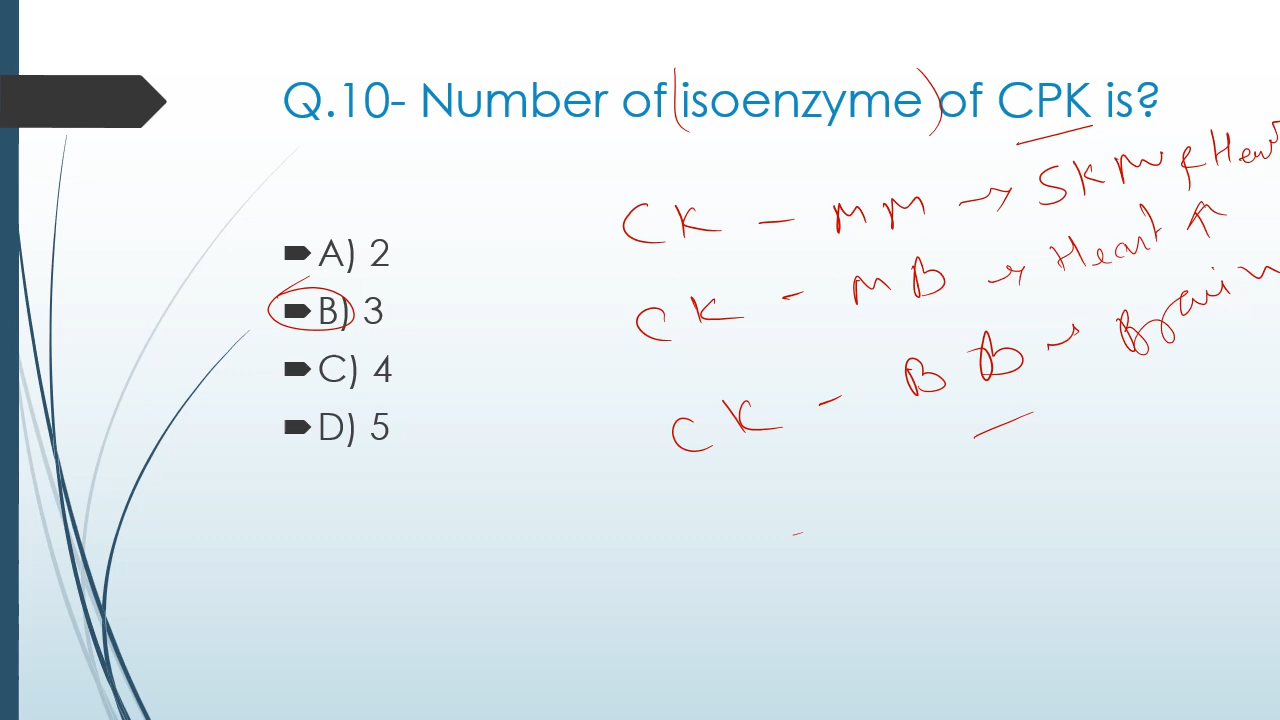 Q.10- Number of (isoenzyme) of CPK is?
A) 2
B) 3
C) 4
D) 5
CK - MM → SKM & Heart
CK - MB → Heart ↑
CK - BB → Brain